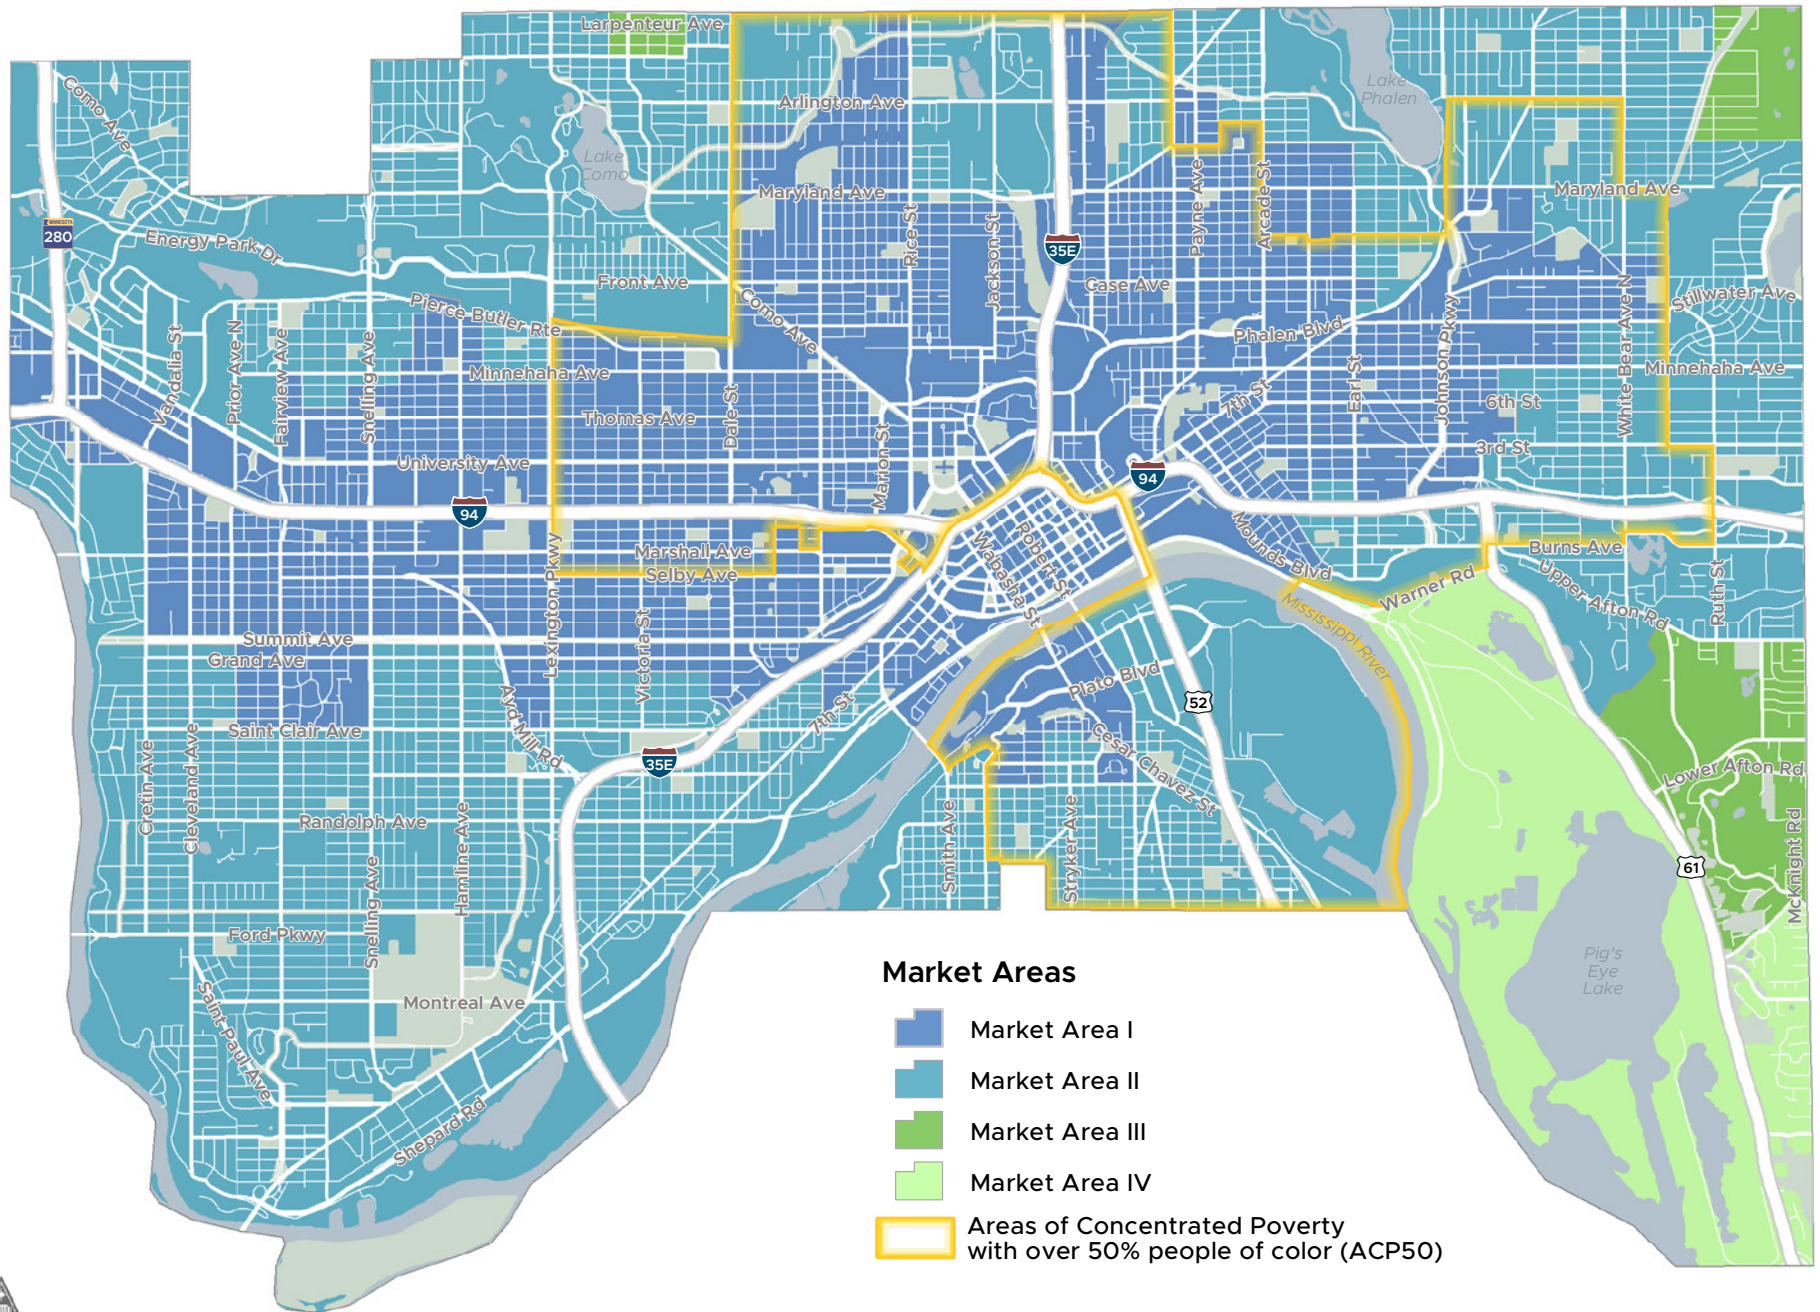 Larpenteur Ave
Como Ave
Arlington Ave
Lake
Phalen
Lake
Como
Maryland Ave
Maryland Ave
MINNESOTA
280
Energy Park Dr
Rice St
Jackson St
35E
Payne Ave
Arcade St
Front Ave
Case Ave
Pierce Butler Rte
Como Ave
Stillwater Ave
Vandalia St
Prior Ave N
Fairview Ave
Snelling Ave
Phalen Blvd
Johnson Pkwy
White Bear Ave N
Minnehaha Ave
Minnehaha Ave
Thomas Ave
Dale St
7th St
Earl St
6th St
University Ave
Marion St
3rd St
94
94
Marshall Ave
Selby Ave
Lexington Pkwy
Wabasha St
Robert St
Mounds Blvd
Burns Ave
Warner Rd
Upper Afton Rd
Ruth St
Mississippi River
Summit Ave
Grand Ave
Victoria St
Plato Blvd
52
Ayd Mill Rd
7th St
Saint Clair Ave
Cesar Chavez St
35E
Lower Afton Rd
Cretin Ave
Cleveland Ave
Randolph Ave
Hamline Ave
Smith Ave
Stryker Ave
61
McKnight Rd
Snelling Ave
Ford Pkwy
Pig's
Eye
Lake
Montreal Ave
Saint Paul Ave
Shepard Rd
Market Areas
Market Area I
Market Area II
Market Area III
Market Area IV
Areas of Concentrated Poverty
with over 50% people of color (ACP50)